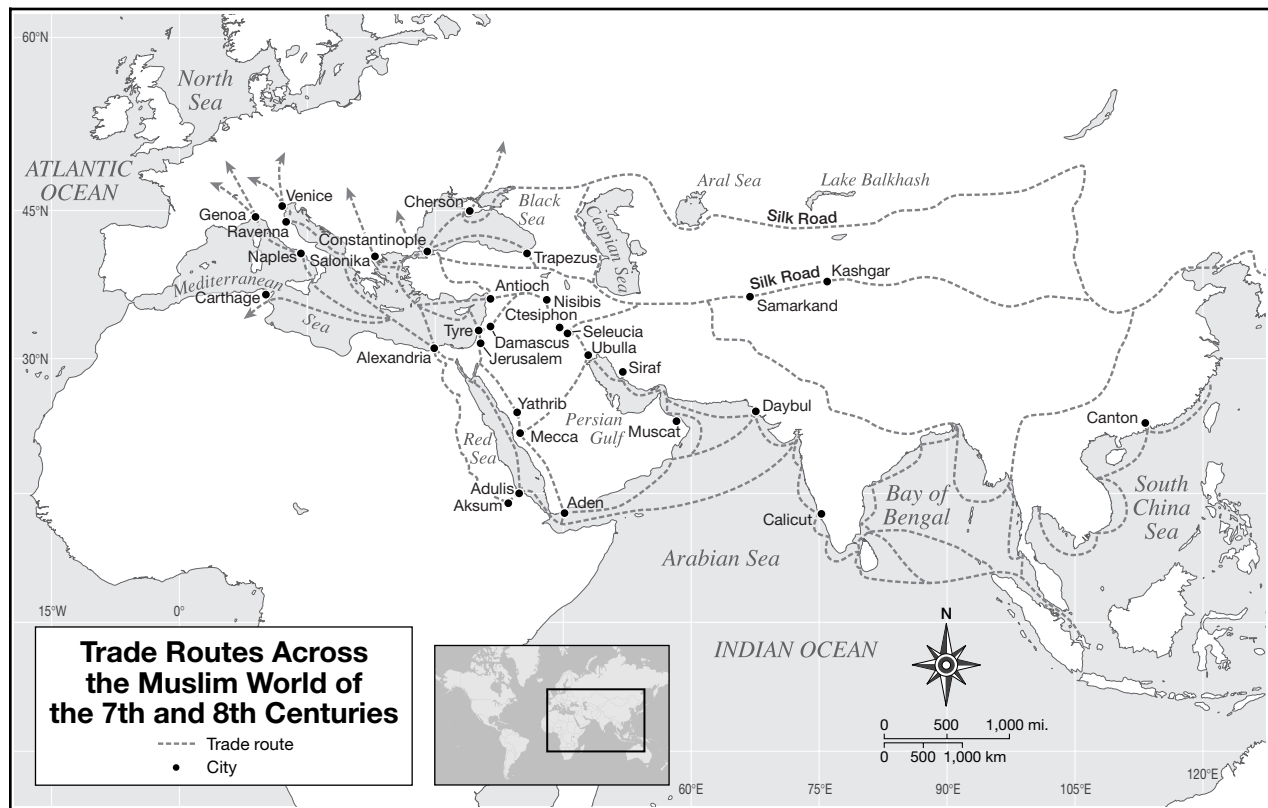 60°N
North
Sea
ATLANTIC
OCEAN
45°N
Venice
Genoa
Ravenna
Naples
Constantinople
Salonika
Cherson
Black
Sea
Trapezus
Caspian Sea
Aral Sea
Lake Balkhash
Silk Road
Silk Road
Kashgar
Samarkand
Mediterranean
Sea
Carthage
Antioch
Nisibis
Ctesiphon
Seleucia
Tyre
Damascus
Ubulla
Jerusalem
Alexandria
30°N
Siraf
Yathrib
Persian
Gulf
Muscat
Daybul
Mecca
Red
Sea
Canton
Adulis
Aksum
Aden
Calicut
Bay of
Bengal
South
China
Sea
Arabian Sea
15°W
0°
INDIAN OCEAN
N
0 500 1,000 mi.
0 500 1,000 km
60°E
75°E
90°E
105°E
120°E
Trade Routes Across
the Muslim World of
the 7th and 8th Centuries
Trade route
City